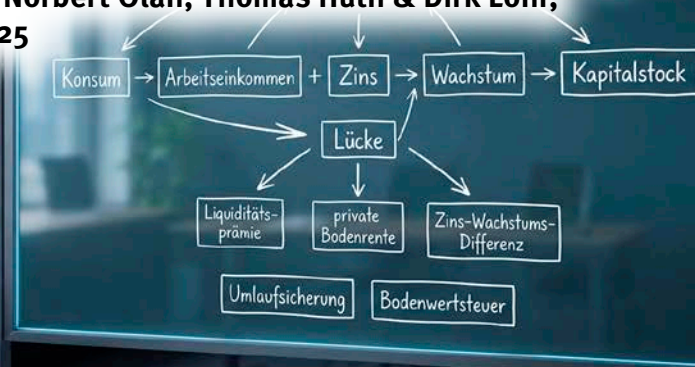 Norbert Olah, Thomas Huth & Dirk Löhr,
25
Konsum → Arbeitseinkommen + Zins → Wachstum → Kapitalstock
Lücke
Liquiditäts-
prämie
private
Bodenrente
Zins-Wachstums-
Differenz
Umlaufsicherung
Bodenwertsteuer